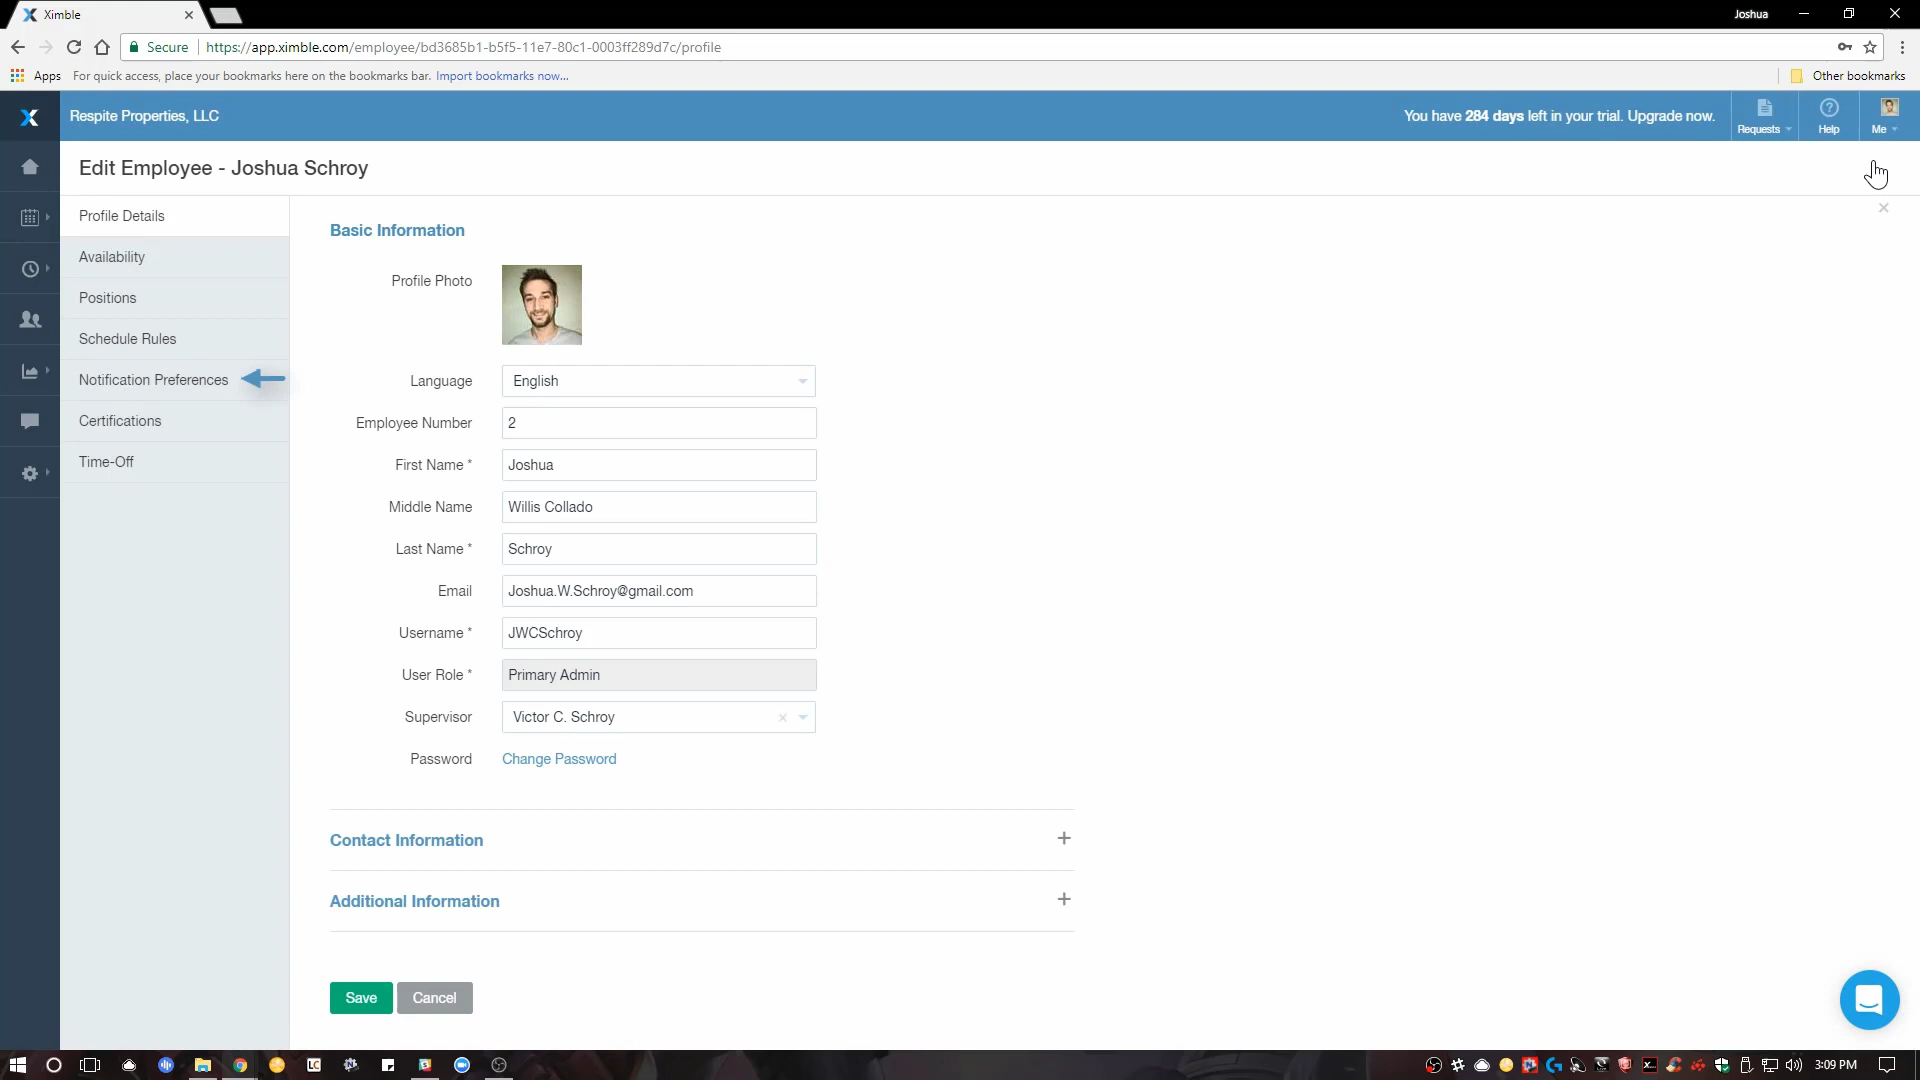 Ximble
Joshua
Secure
https://app.ximble.com/employee/bd3685b1-b5f5-11e7-80c1-0003ff289d7c/profile
Apps
For quick access, place your bookmarks here on the bookmarks bar. Import bookmarks now...
Other bookmarks
Respite Properties, LLC
You have 284 days left in your trial. Upgrade now.
Requests
Help
Me
Edit Employee - Joshua Schroy
Profile Details
Availability
Positions
Schedule Rules
Notification Preferences
Certifications
Time-Off
Basic Information
Profile Photo
Language English
Employee Number 2
First Name * Joshua
Middle Name Willis Collado
Last Name * Schroy
Email Joshua.W.Schroy@gmail.com
Username * JWCSchroy
User Role * Primary Admin
Supervisor Victor C. Schroy
Password Change Password
Contact Information
Additional Information
Save Cancel
LC
3:09 PM